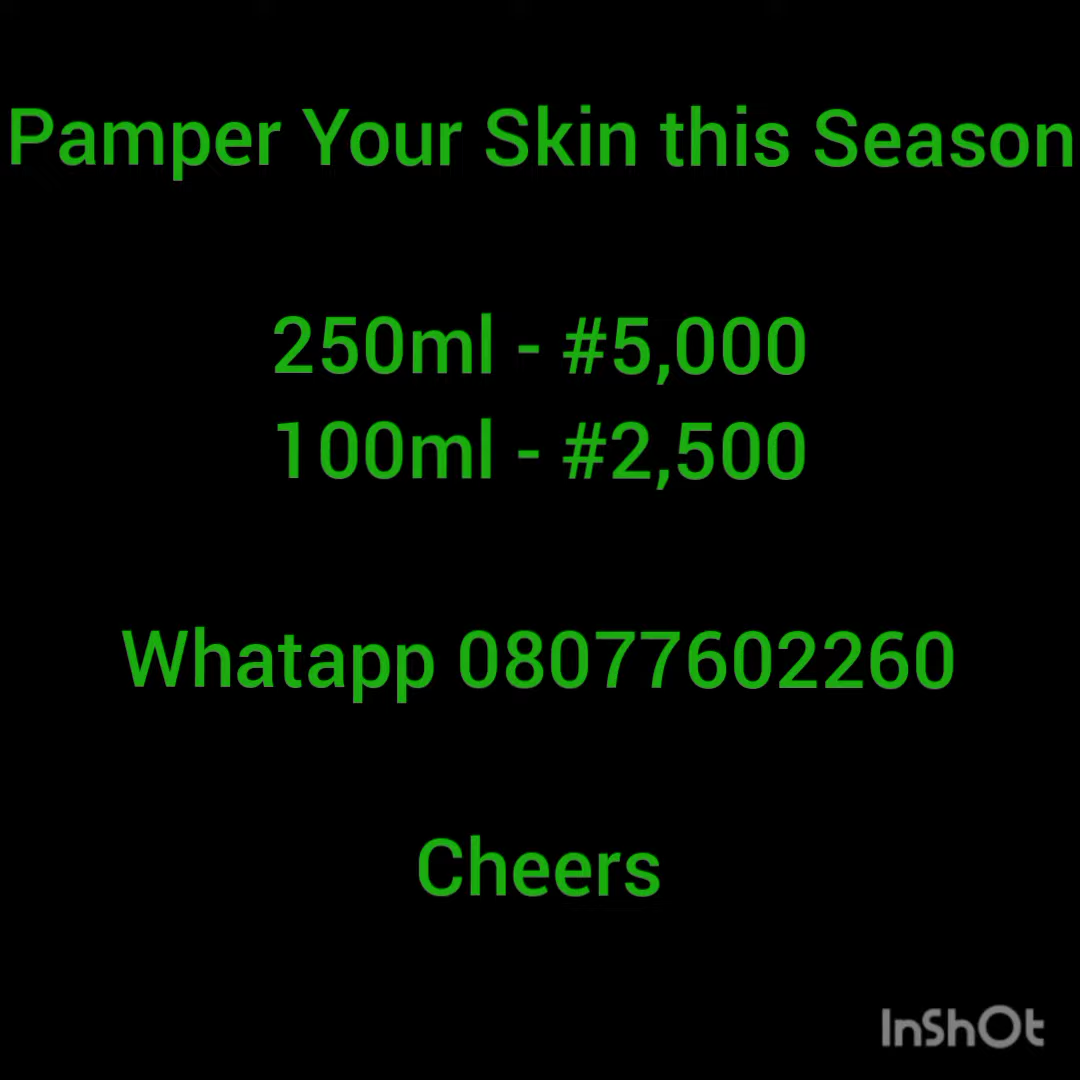 Pamper Your Skin this Season
250ml - #5,000
100ml - #2,500
Whatapp 08077602260
Cheers
InShOt